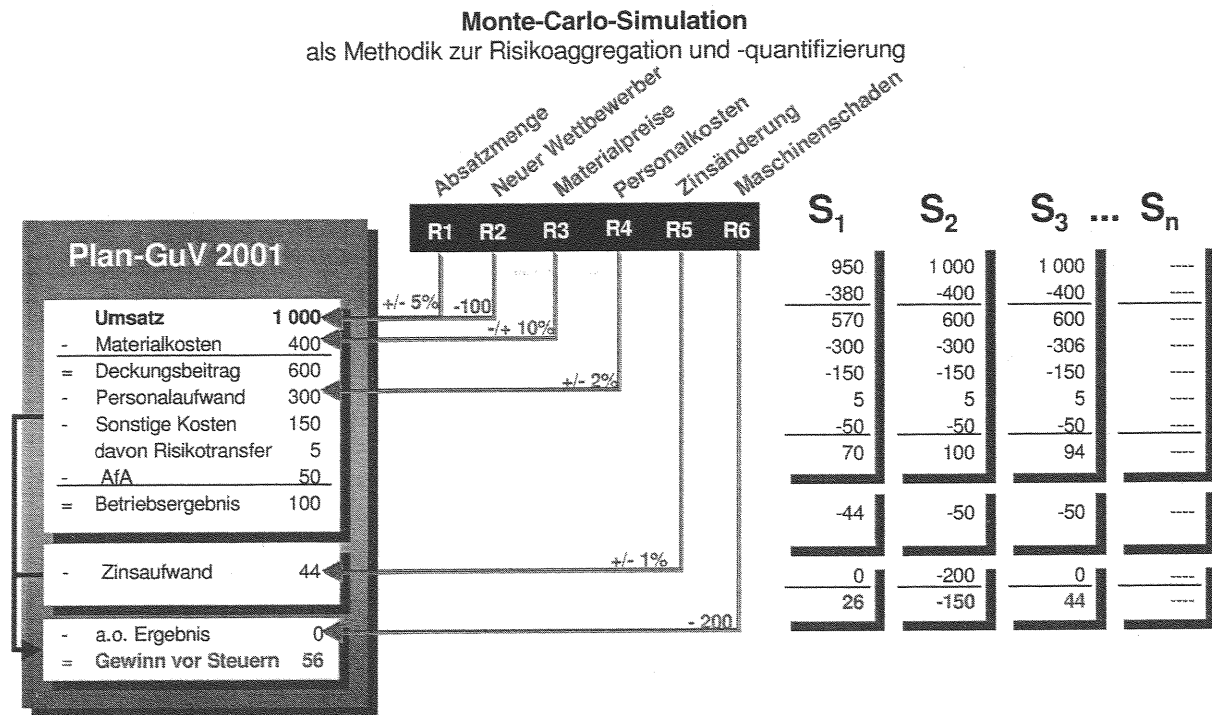 Monte-Carlo-Simulation
als Methodik zur Risikoaggregation und -quantifizierung
Absatzmenge
Neuer Wettbewerber
Materialpreise
Personalkosten
Zinsänderung
Maschinenschaden
R1 R2 R3 R4 R5 R6
S1 S2 S3 ... Sn
Plan-GuV 2001
+/- 5% -100
-/+ 10%
+/- 2%
+/- 1%
- 200
Umsatz 1 000
- Materialkosten 400
= Deckungsbeitrag 600
- Personalaufwand 300
- Sonstige Kosten 150
davon Risikotransfer 5
- AfA 50
= Betriebsergebnis 100
- Zinsaufwand 44
- a.o. Ergebnis 0
= Gewinn vor Steuern 56
950 1 000 1 000 ----
-380 -400 -400 ----
570 600 600 ----
-300 -300 -306 ----
-150 -150 -150 ----
5 5 5 ----
-50 -50 -50 ----
70 100 94 ----
-44 -50 -50 ----
0 -200 0 ----
26 -150 44 ----